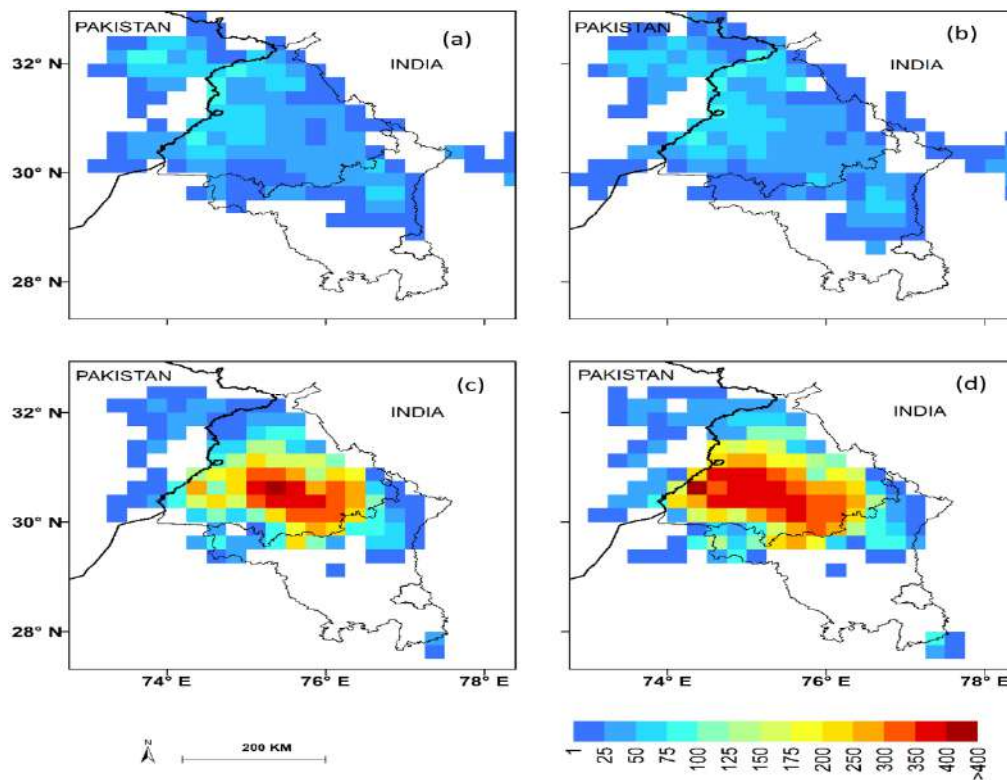 PAKISTAN (a)
INDIA
32° N
30° N
28° N
PAKISTAN (b)
INDIA
PAKISTAN (c)
INDIA
32° N
30° N
28° N
74° E 76° E 78° E
PAKISTAN (d)
INDIA
74° E 76° E 78° E
N
200 KM
1 25 50 75 100 125 150 175 200 250 300 350 400 >400